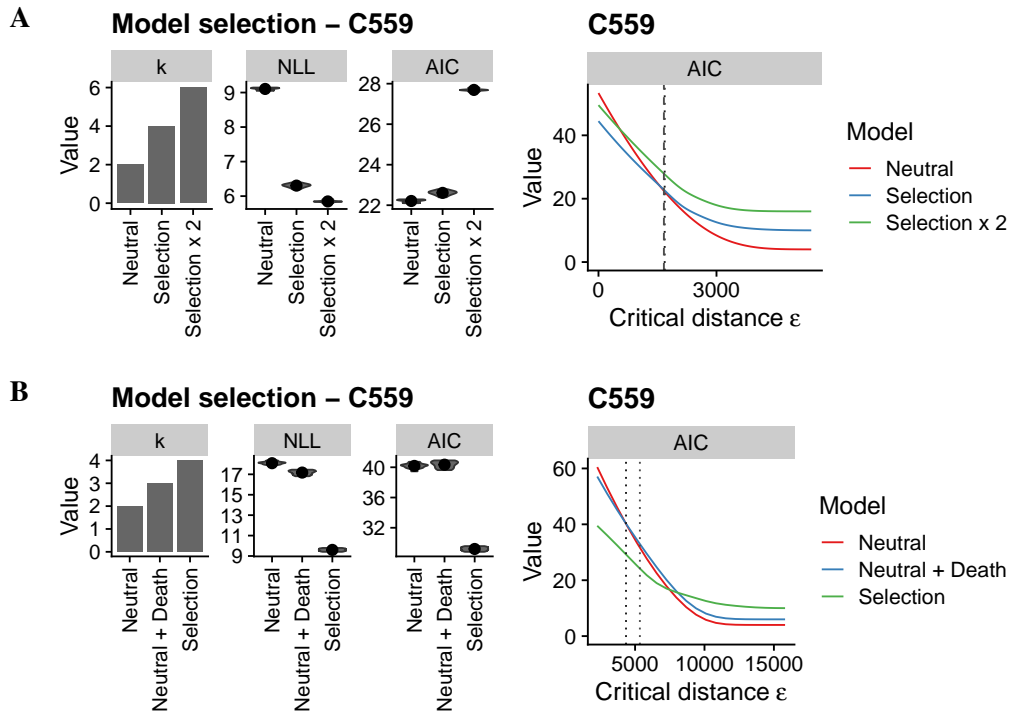 A
Model selection – C559
k
NLL
AIC
Value
6
4
2
0
9
8
7
6
28
26
24
22
Neutral
Selection
Selection x 2
Neutral
Selection
Selection x 2
Neutral
Selection
Selection x 2
C559
AIC
Value
40
20
0
0
3000
Critical distance ε
Model
Neutral
Selection
Selection x 2
B
Model selection – C559
k
NLL
AIC
Value
4
3
2
1
0
17
15
13
11
9
40
36
32
Neutral
Neutral + Death
Selection
Neutral
Neutral + Death
Selection
Neutral
Neutral + Death
Selection
C559
AIC
Value
60
40
20
0
5000
10000
15000
Critical distance ε
Model
Neutral
Neutral + Death
Selection